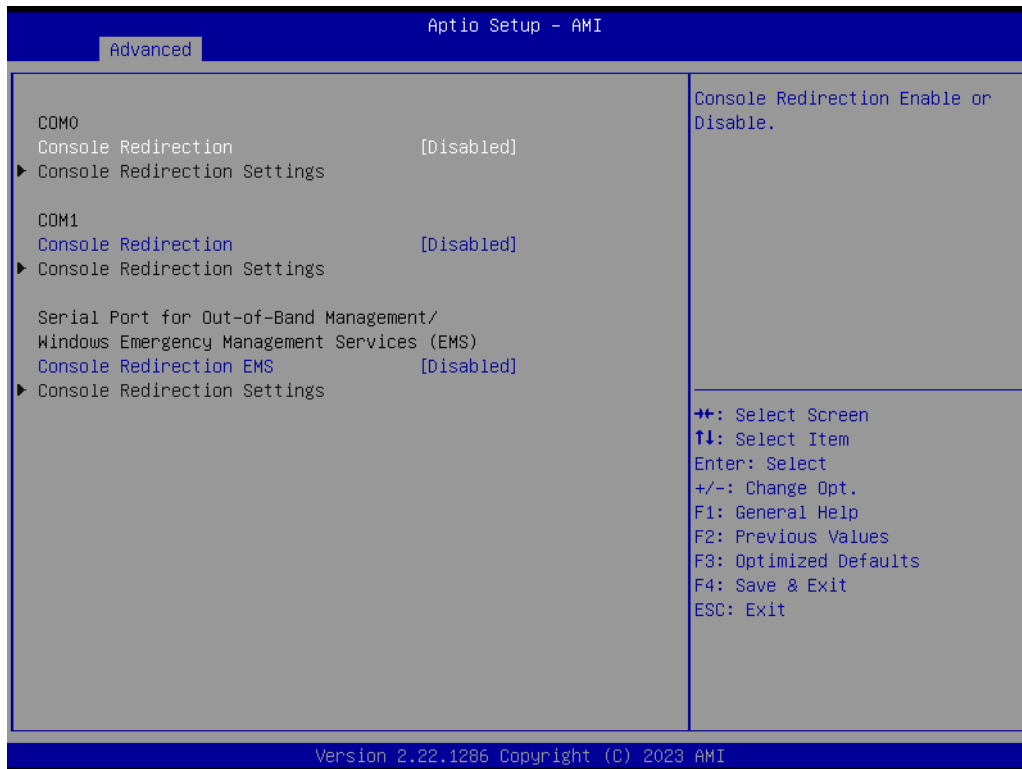 Aptio Setup – AMI
Advanced
COM0
Console Redirection [Disabled]
▶ Console Redirection Settings
COM1
Console Redirection [Disabled]
▶ Console Redirection Settings
Serial Port for Out-of-Band Management/
Windows Emergency Management Services (EMS)
Console Redirection EMS [Disabled]
▶ Console Redirection Settings
Console Redirection Enable or
Disable.
→←: Select Screen
↑↓: Select Item
Enter: Select
+/-: Change Opt.
F1: General Help
F2: Previous Values
F3: Optimized Defaults
F4: Save & Exit
ESC: Exit
Version 2.22.1286 Copyright (C) 2023 AMI